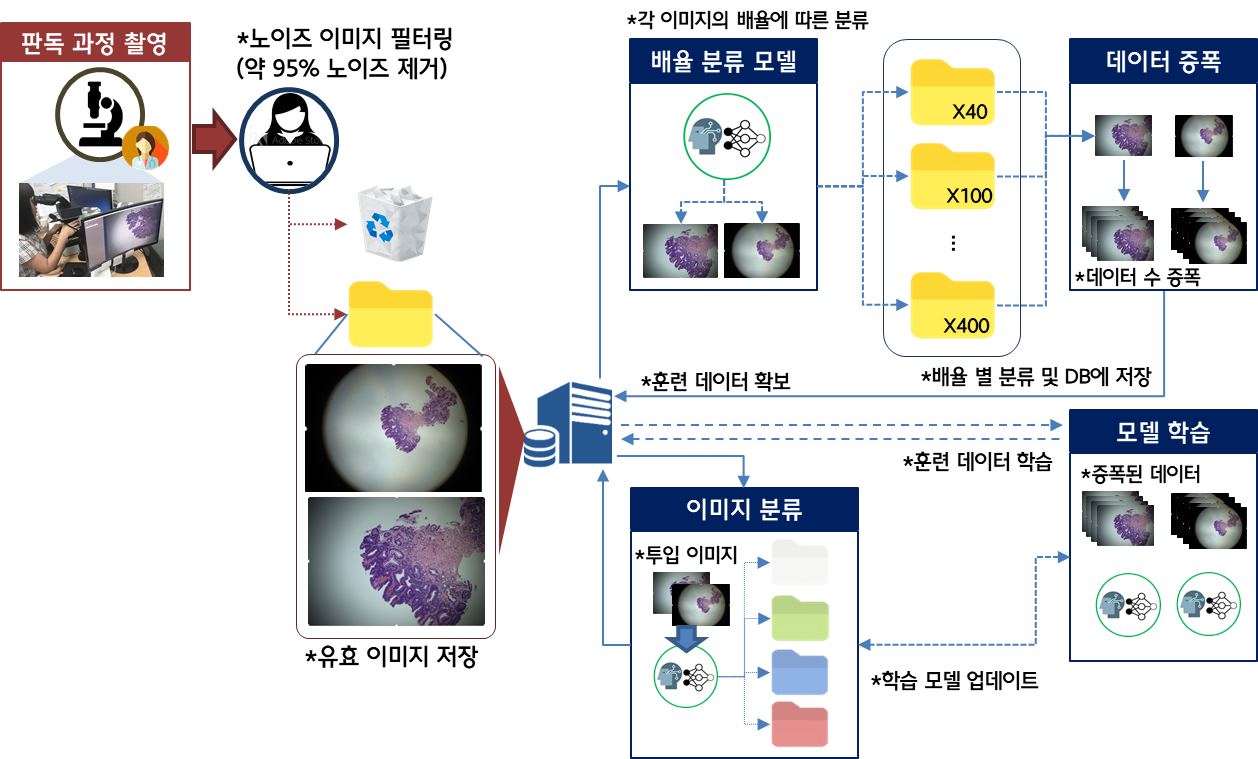 판독 과정 촬영
*노이즈 이미지 필터링
(약 95% 노이즈 제거)
*각 이미지의 배율에 따른 분류
배율 분류 모델
X40
X100
...
X400
데이터 증폭
*데이터 수 증폭
*훈련 데이터 확보
*배율 별 분류 및 DB에 저장
*훈련 데이터 학습
모델 학습
*증폭된 데이터
이미지 분류
*투입 이미지
*유효 이미지 저장
*학습 모델 업데이트